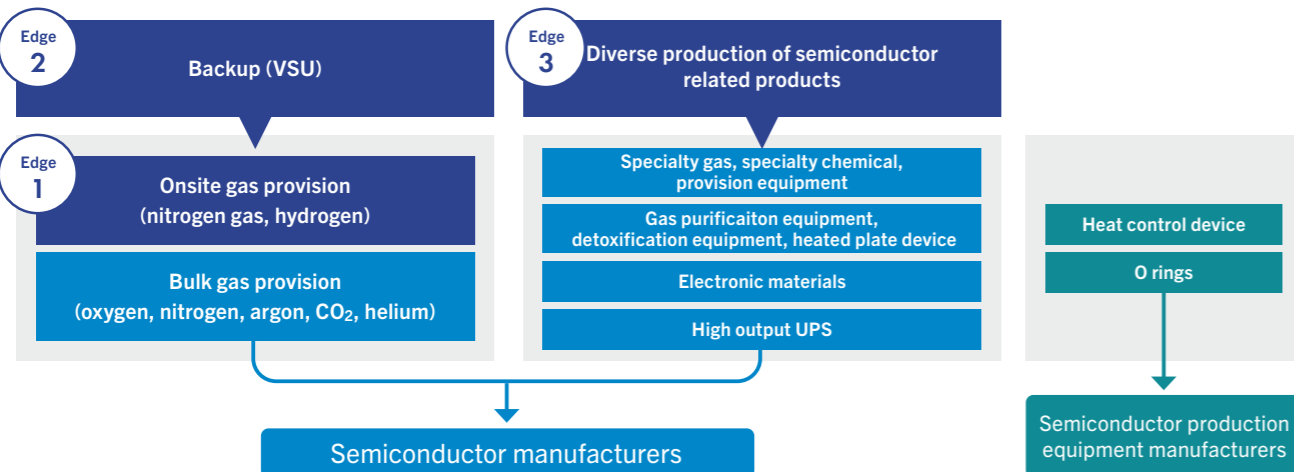 Edge
2
Backup (VSU)
Edge
1
Onsite gas provision
(nitrogen gas, hydrogen)
Bulk gas provision
(oxygen, nitrogen, argon, CO₂, helium)
Edge
3
Diverse production of semiconductor
related products
Specialty gas, specialty chemical,
provision equipment
Gas purificaiton equipment,
detoxification equipment, heated plate device
Electronic materials
High output UPS
Semiconductor manufacturers
Heat control device
O rings
Semiconductor production
equipment manufacturers